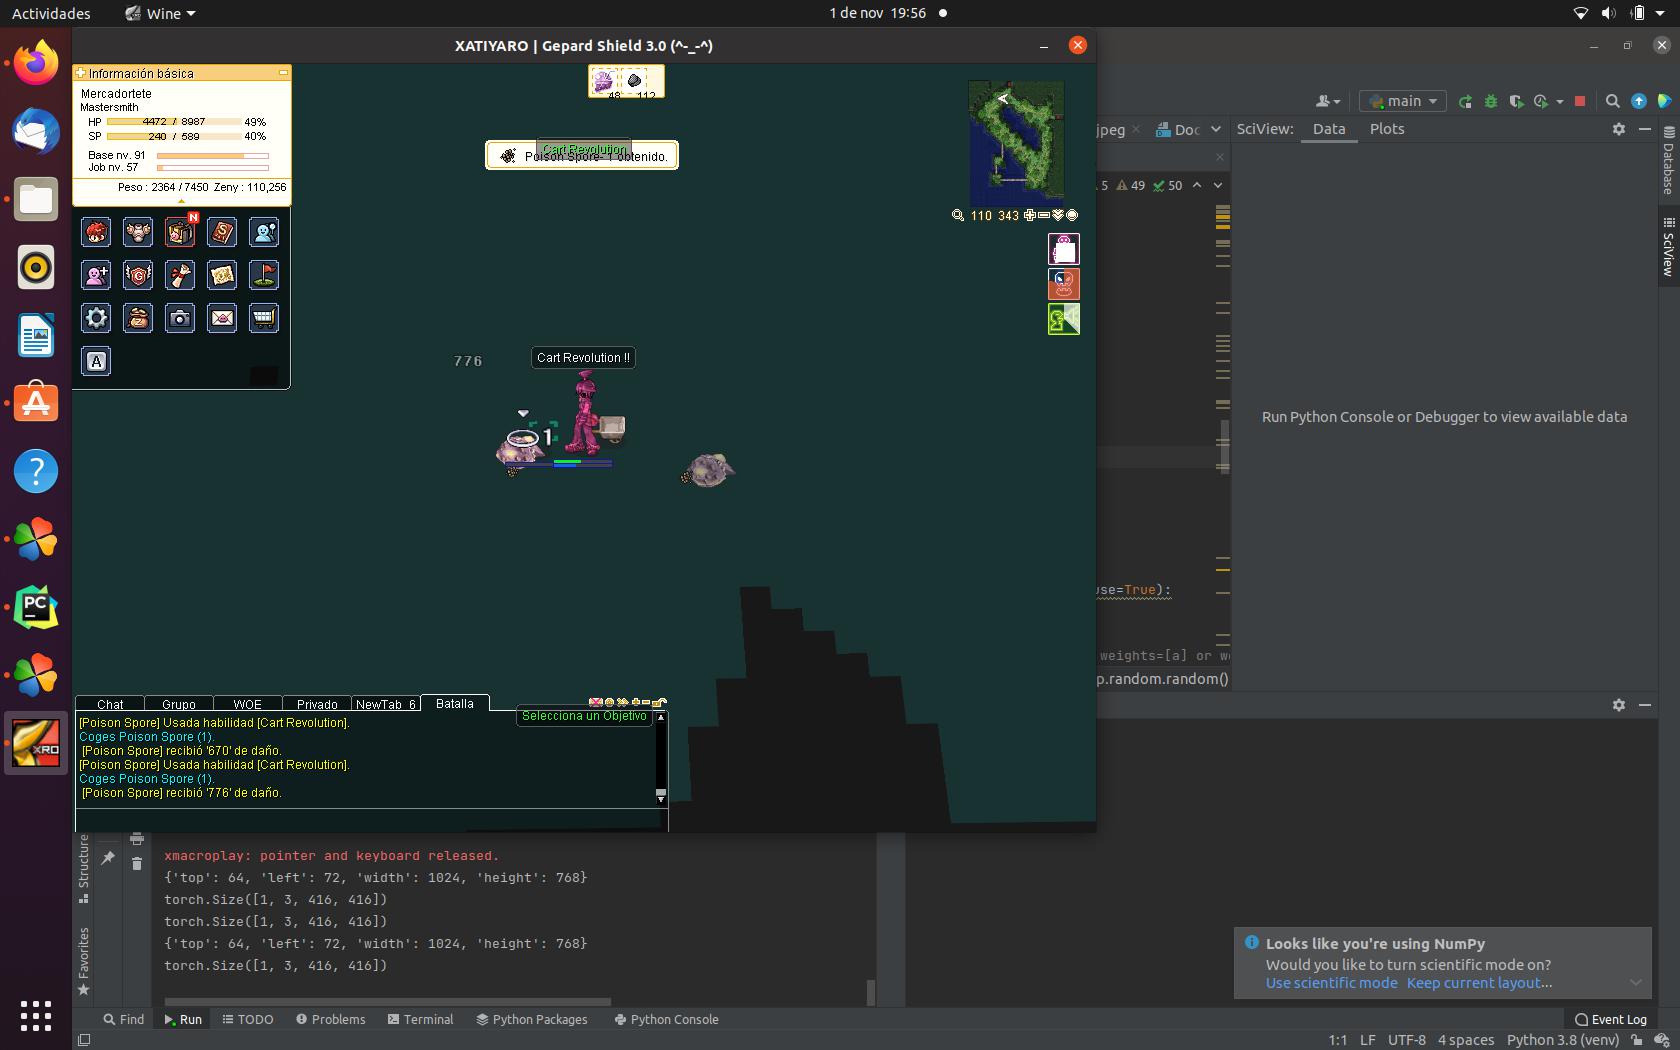 Actividades
Wine
1 de nov 19:56
XATIYARO | Gepard Shield 3.0 (^-_-^)
Información básica
Mercadortete
Mastersmith
HP 4472 / 8987 49%
SP 240 / 589 40%
Base nv. 91
Job nv. 57
Peso : 2364 / 7450 Zeny : 110,256
N
A
48 112
Cart Revolution
Poison Spore- 1 obtenido.
110 343
776
Cart Revolution !!
1
Chat
Grupo
WOE
Privado
NewTab_6
Batalla
Selecciona un Objetivo
[Poison Spore] Usada habilidad [Cart Revolution].
Coges Poison Spore (1).
[Poison Spore] recibió '670' de daño.
[Poison Spore] Usada habilidad [Cart Revolution].
Coges Poison Spore (1).
[Poison Spore] recibió '776' de daño.
XRO
PC
main
jpeg
Doc
SciView:
Data
Plots
5 49 50
Database
SciView
Run Python Console or Debugger to view available data
use=True):
weights=[a] or we
p.random.random()
xmacroplay: pointer and keyboard released.
{'top': 64, 'left': 72, 'width': 1024, 'height': 768}
torch.Size([1, 3, 416, 416])
torch.Size([1, 3, 416, 416])
{'top': 64, 'left': 72, 'width': 1024, 'height': 768}
torch.Size([1, 3, 416, 416])
Structure
Favorites
Looks like you're using NumPy
Would you like to turn scientific mode on?
Use scientific mode Keep current layout...
Find
Run
TODO
Problems
Terminal
Python Packages
Python Console
Event Log
1:1 LF UTF-8 4 spaces Python 3.8 (venv)